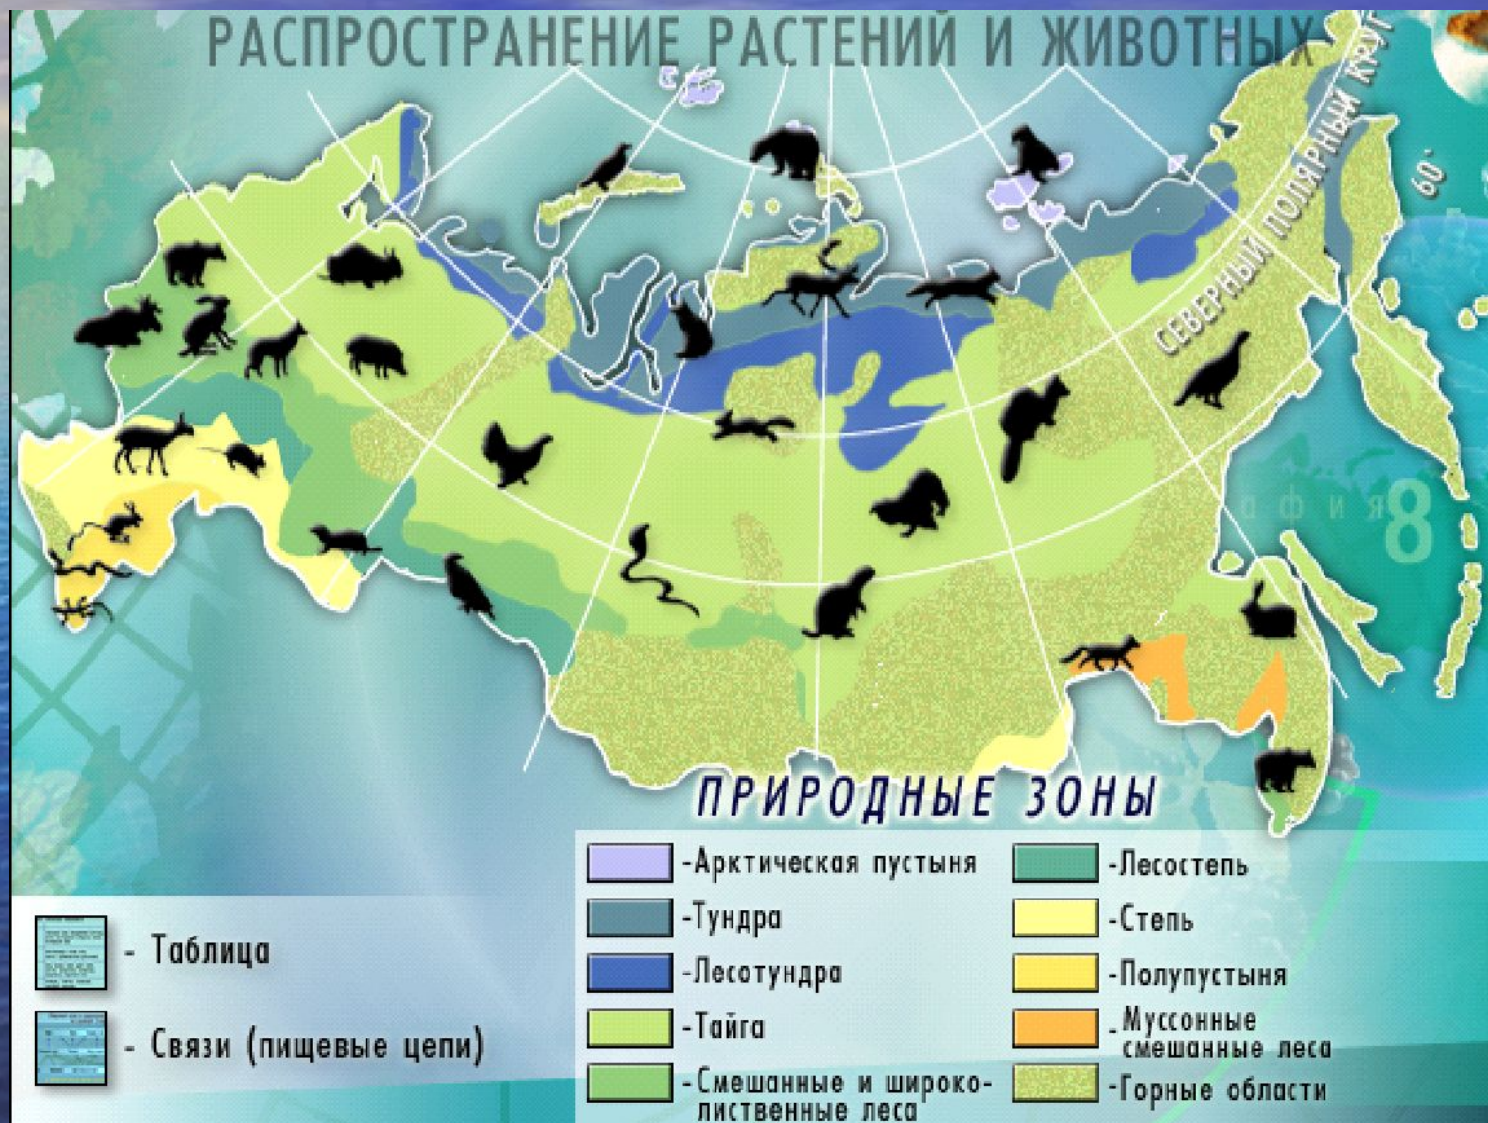 РАСПРОСТРАНЕНИЕ РАСТЕНИЙ И ЖИВОТНЫХ
СЕВЕРНЫЙ ПОЛЯРНЫЙ КРУГ
60°
афия 8
ПРИРОДНЫЕ ЗОНЫ
-Арктическая пустыня
-Тундра
-Лесотундра
-Тайга
-Смешанные и широко-
лиственные леса
-Лесостепь
-Степь
-Полупустыня
-Муссонные
смешанные леса
-Горные области
- Таблица
- Связи (пищевые цепи)